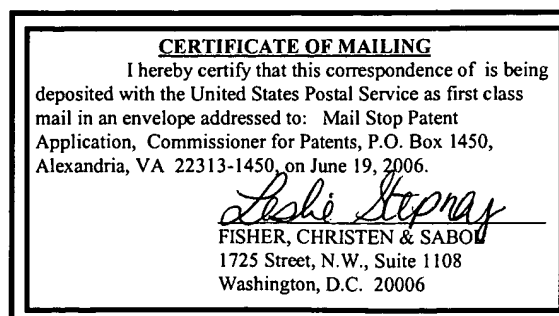 CERTIFICATE OF MAILING
I hereby certify that this correspondence of is being
deposited with the United States Postal Service as first class
mail in an envelope addressed to: Mail Stop Patent
Application, Commissioner for Patents, P.O. Box 1450,
Alexandria, VA 22313-1450, on June 19, 2006.
Leslie Stepnay
FISHER, CHRISTEN & SABOL
1725 Street, N.W., Suite 1108
Washington, D.C. 20006